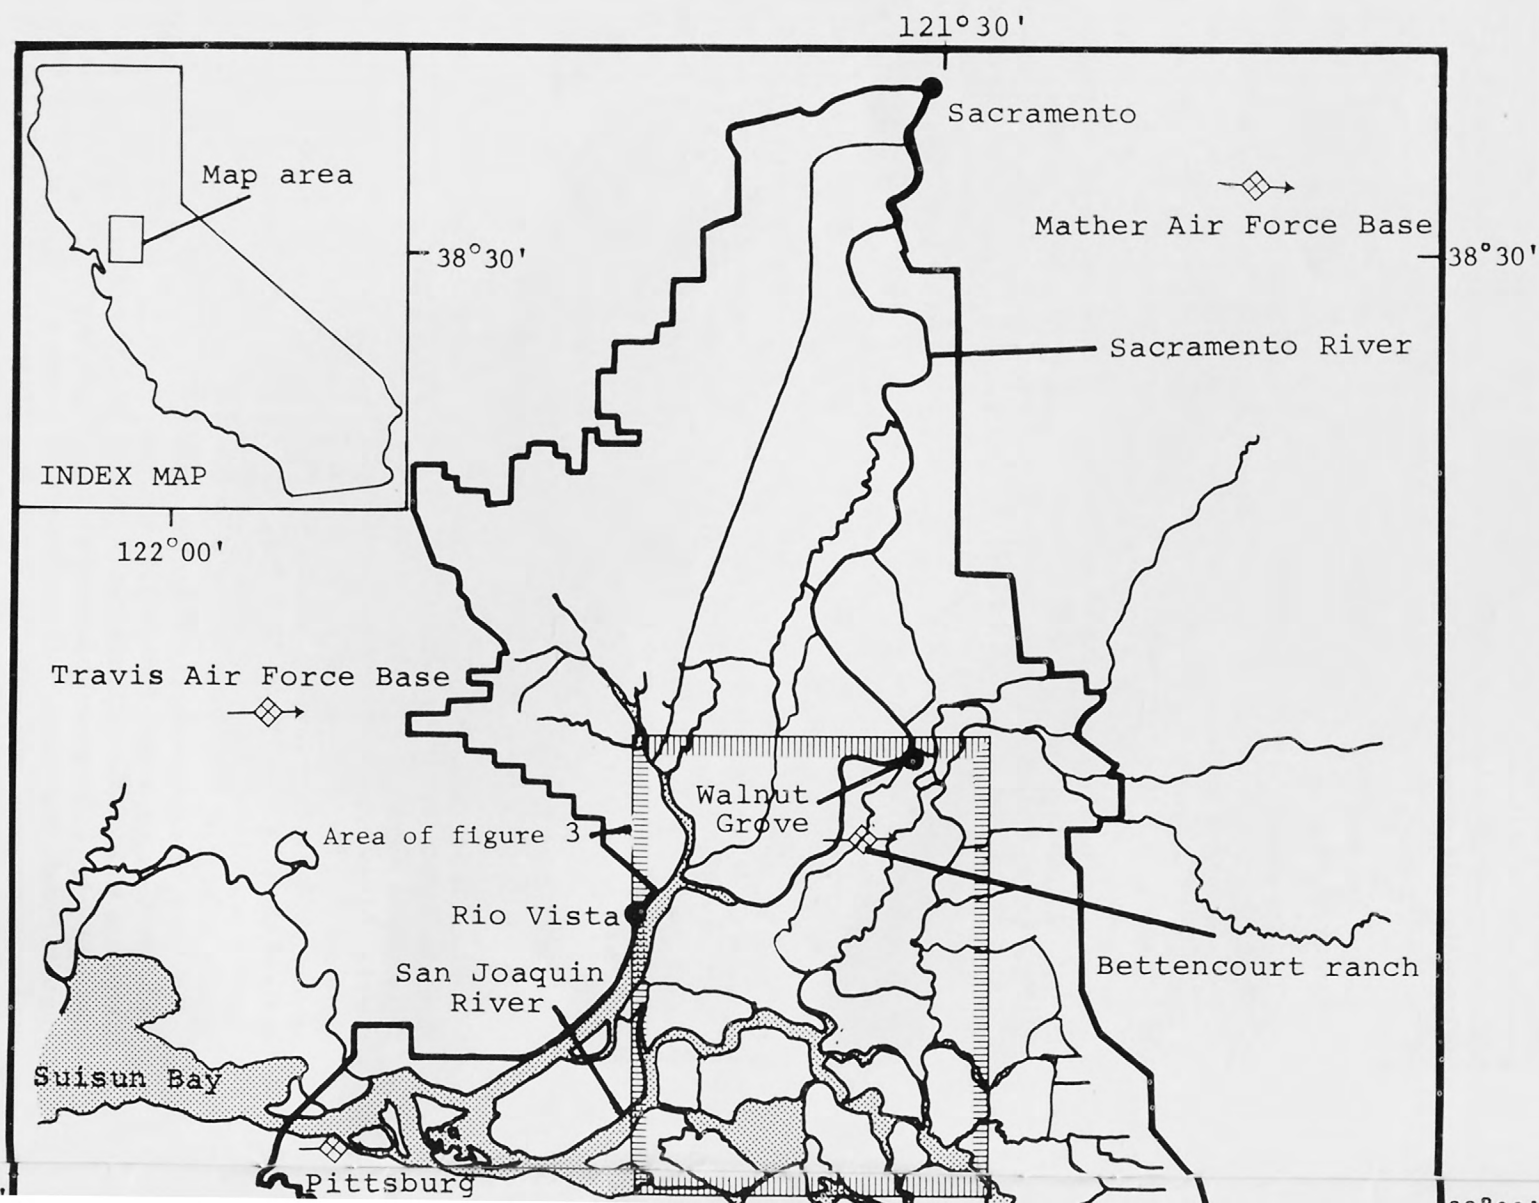 121°30'
Sacramento
Map area
Mather Air Force Base
38°30'
38°30'
Sacramento River
INDEX MAP
122°00'
Travis Air Force Base
Walnut
Grove
Area of figure 3
Rio Vista
San Joaquin
River
Bettencourt ranch
Suisun Bay
Pittsburg